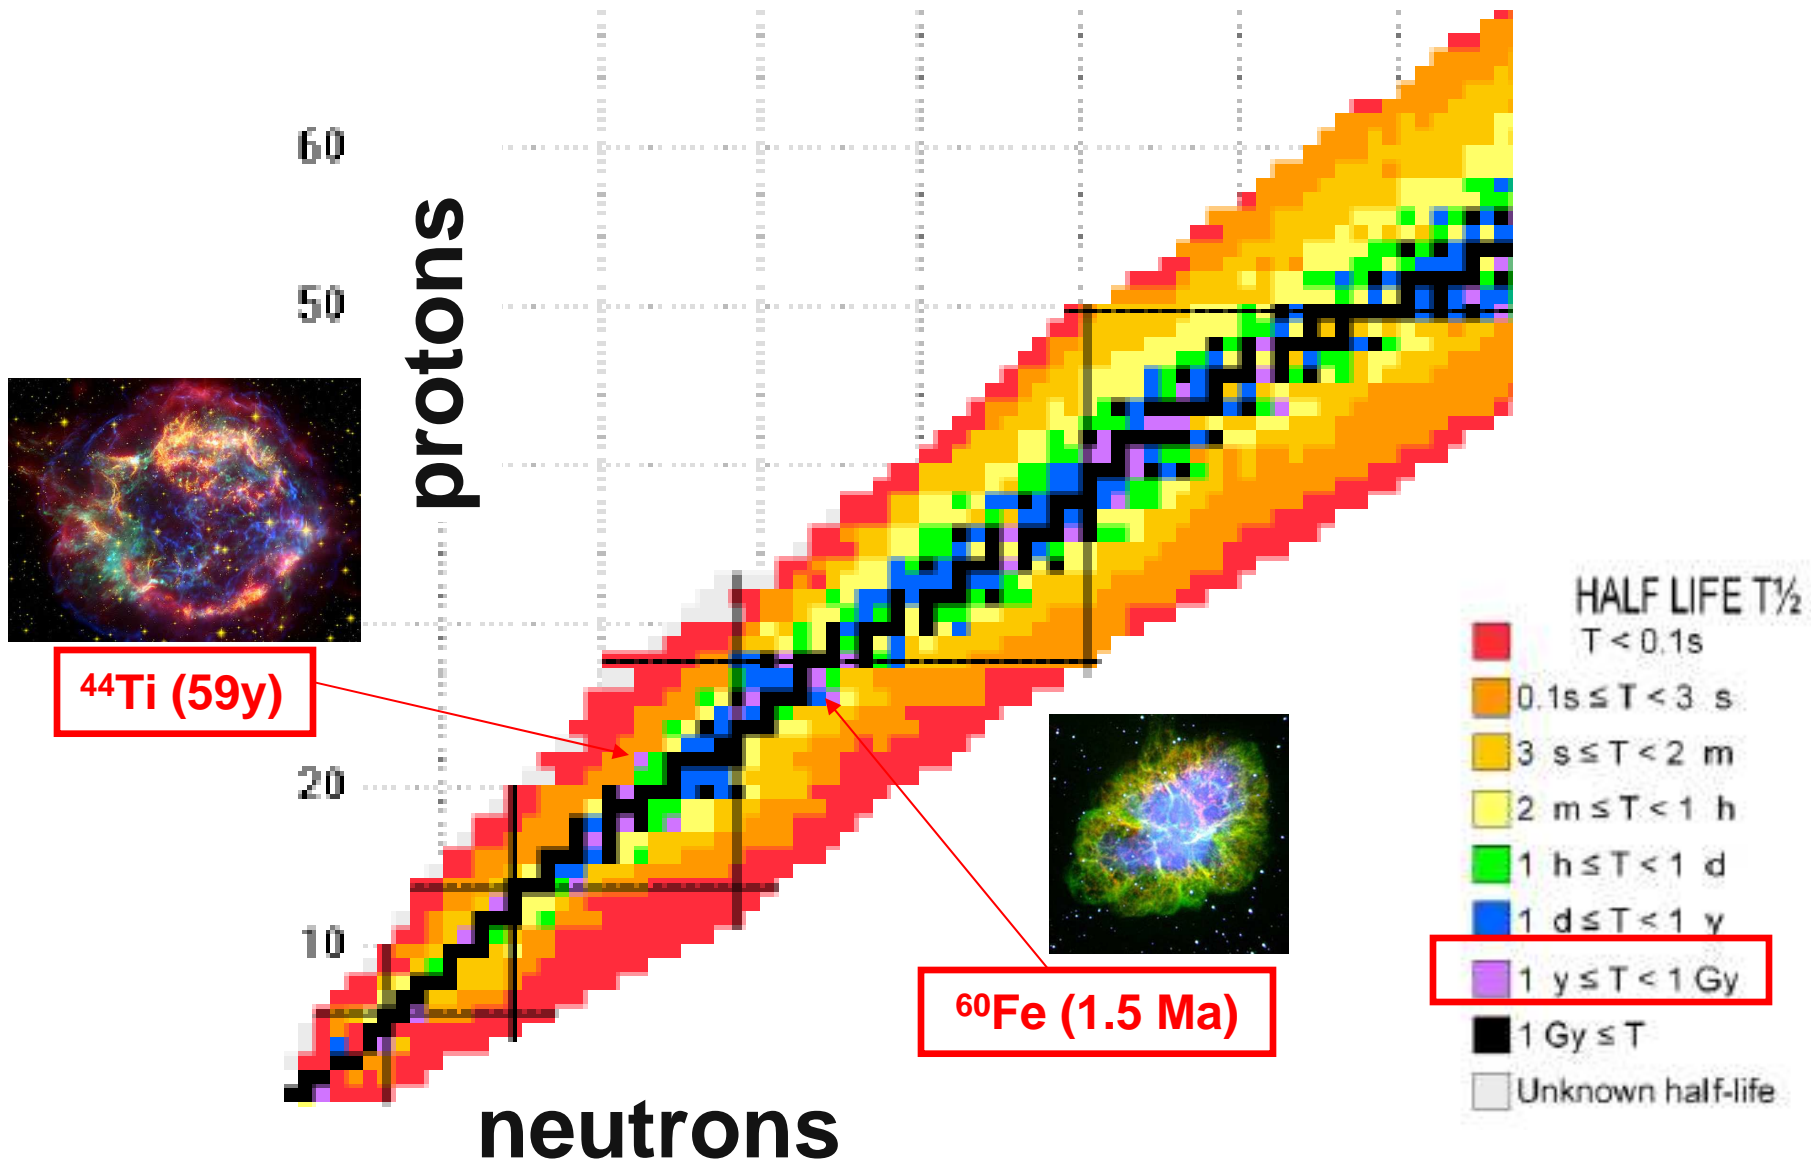 60
50
20
10
protons
neutrons
⁴⁴Ti (59y)
⁶⁰Fe (1.5 Ma)
HALF LIFE T½
T < 0.1s
0.1s ≤ T < 3 s
3 s ≤ T < 2 m
2 m ≤ T < 1 h
1 h ≤ T < 1 d
1 d ≤ T < 1 y
1 y ≤ T < 1 Gy
1 Gy ≤ T
Unknown half-life